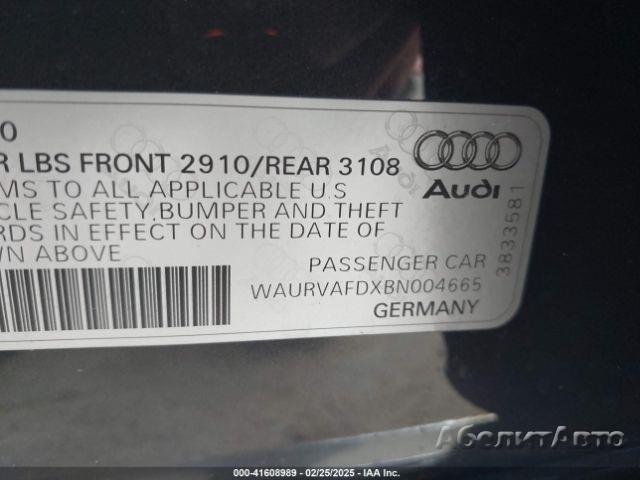 0
R LBS FRONT 2910/REAR 3108
MS TO ALL APPLICABLE U.S
CLE SAFETY, BUMPER AND THEFT
RDS IN EFFECT ON THE DATE OF
WN ABOVE
Audi
3833581
PASSENGER CAR
WAURVAFDXBN004665
GERMANY
АбелитАвто
000-41608989 - 02/25/2025 - IAA Inc.